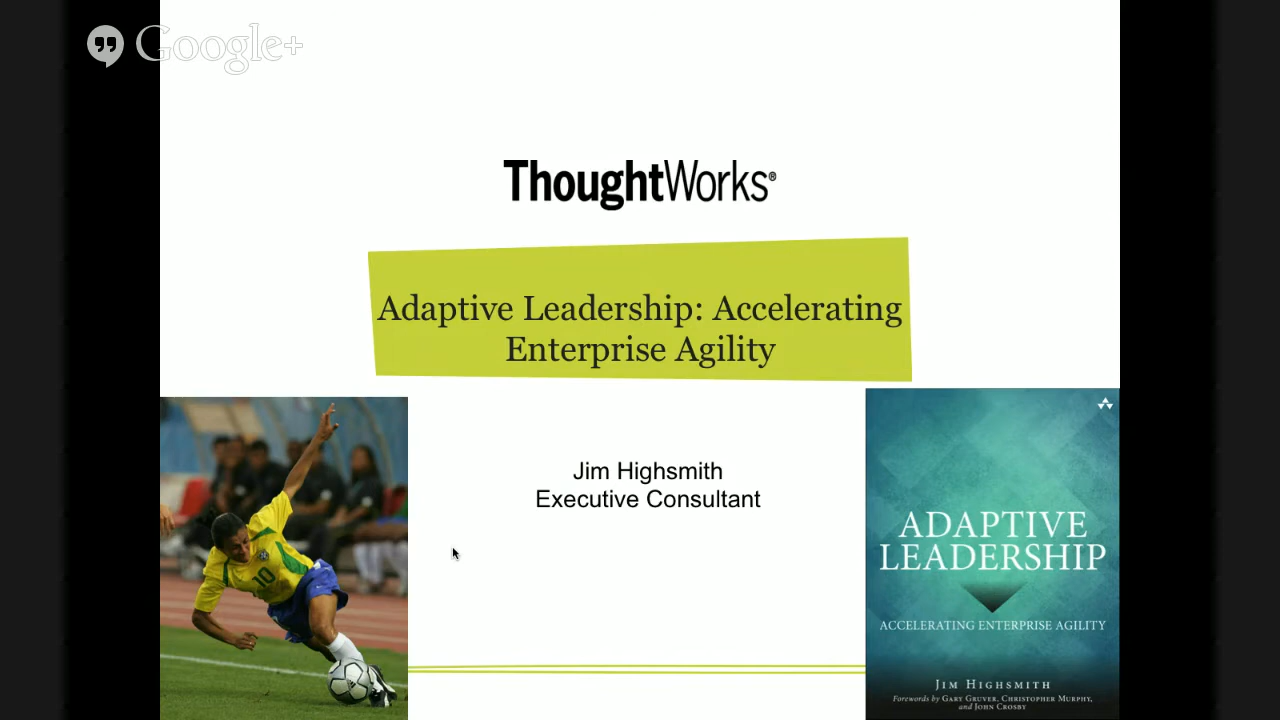 Google+
ThoughtWorks®
Adaptive Leadership: Accelerating
Enterprise Agility
Jim Highsmith
Executive Consultant
10
ADAPTIVE
LEADERSHIP
ACCELERATING ENTERPRISE AGILITY
JIM HIGHSMITH
Forewords by GARY GRUVER, CHRISTOPHER MURPHY,
and JOHN CROSBY